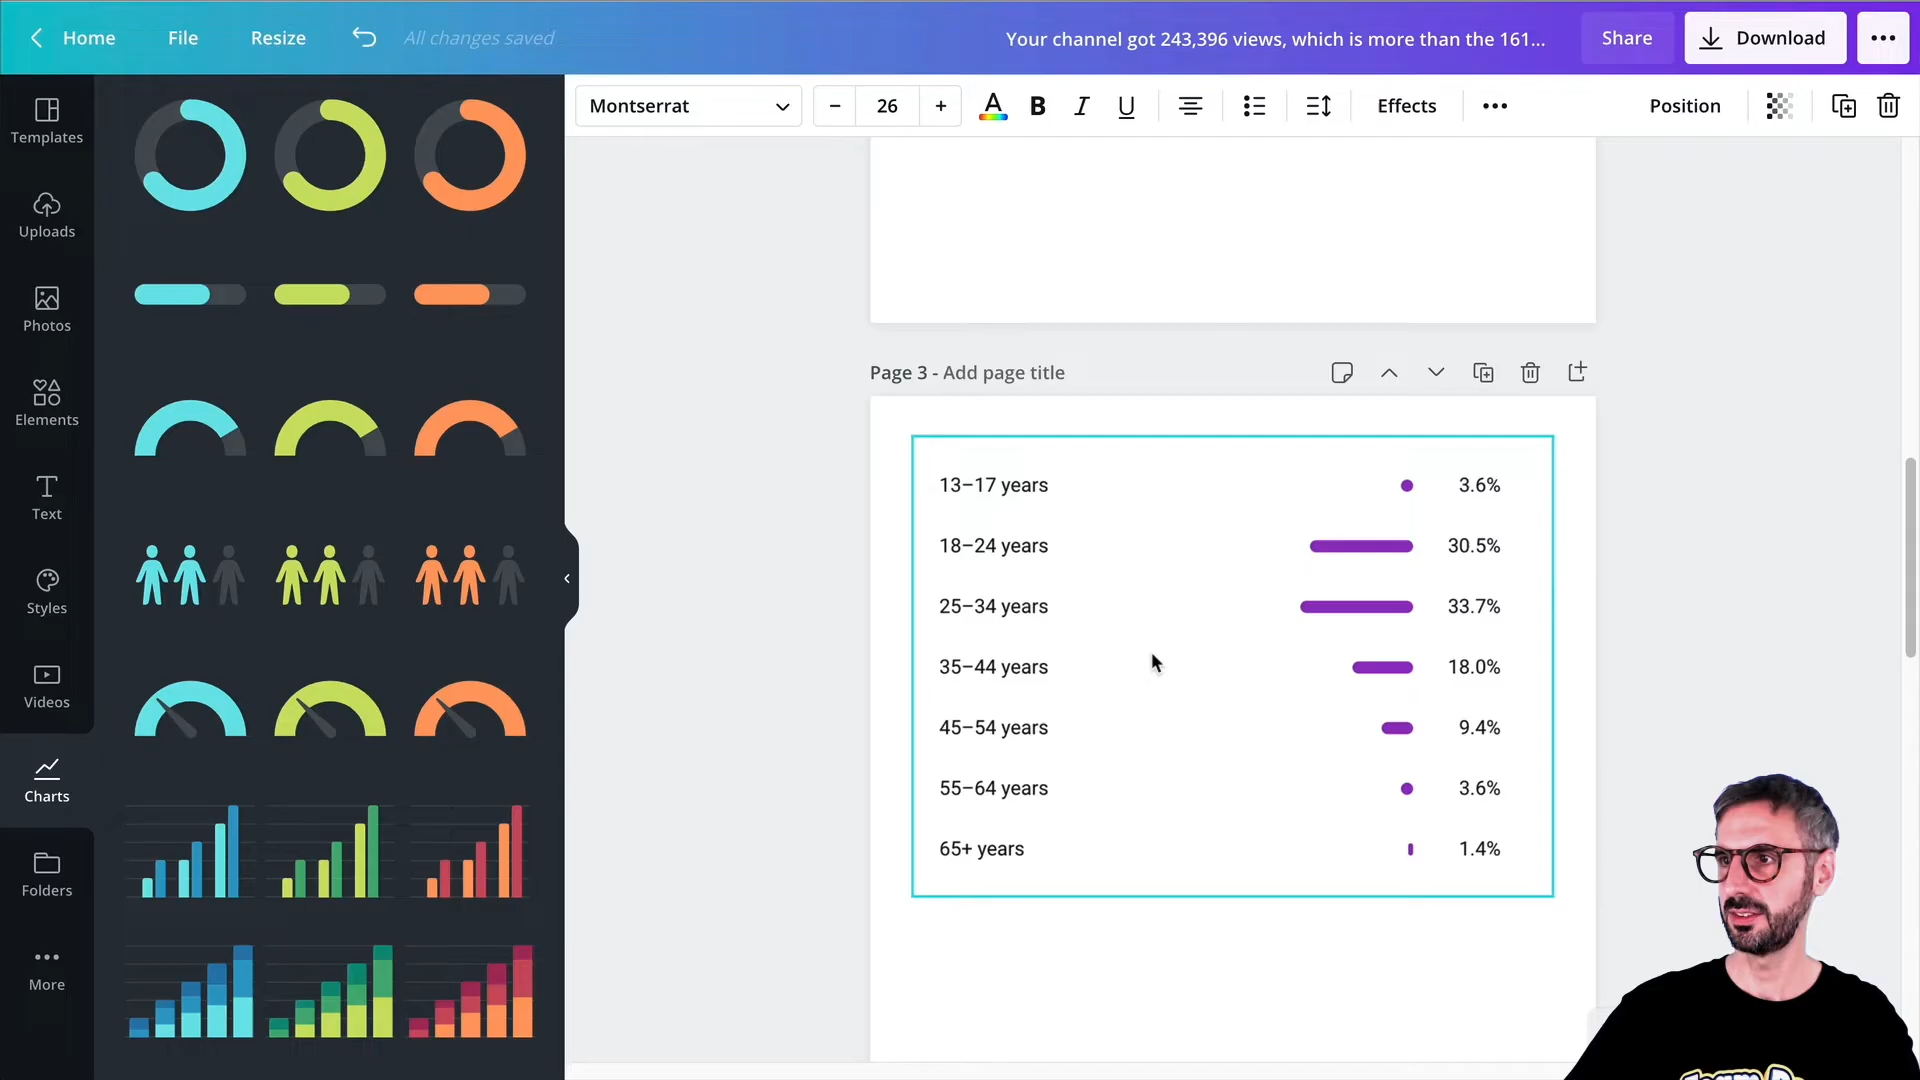 Home
File
Resize
All changes saved
Your channel got 243,396 views, which is more than the 161...
Share
Download
Templates
Uploads
Photos
Elements
Text
Styles
Videos
Charts
Folders
More
Montserrat
26
A
B
I
U
Effects
Position
Page 3 - Add page title
13–17 years 3.6%
18–24 years 30.5%
25–34 years 33.7%
35–44 years 18.0%
45–54 years 9.4%
55–64 years 3.6%
65+ years 1.4%